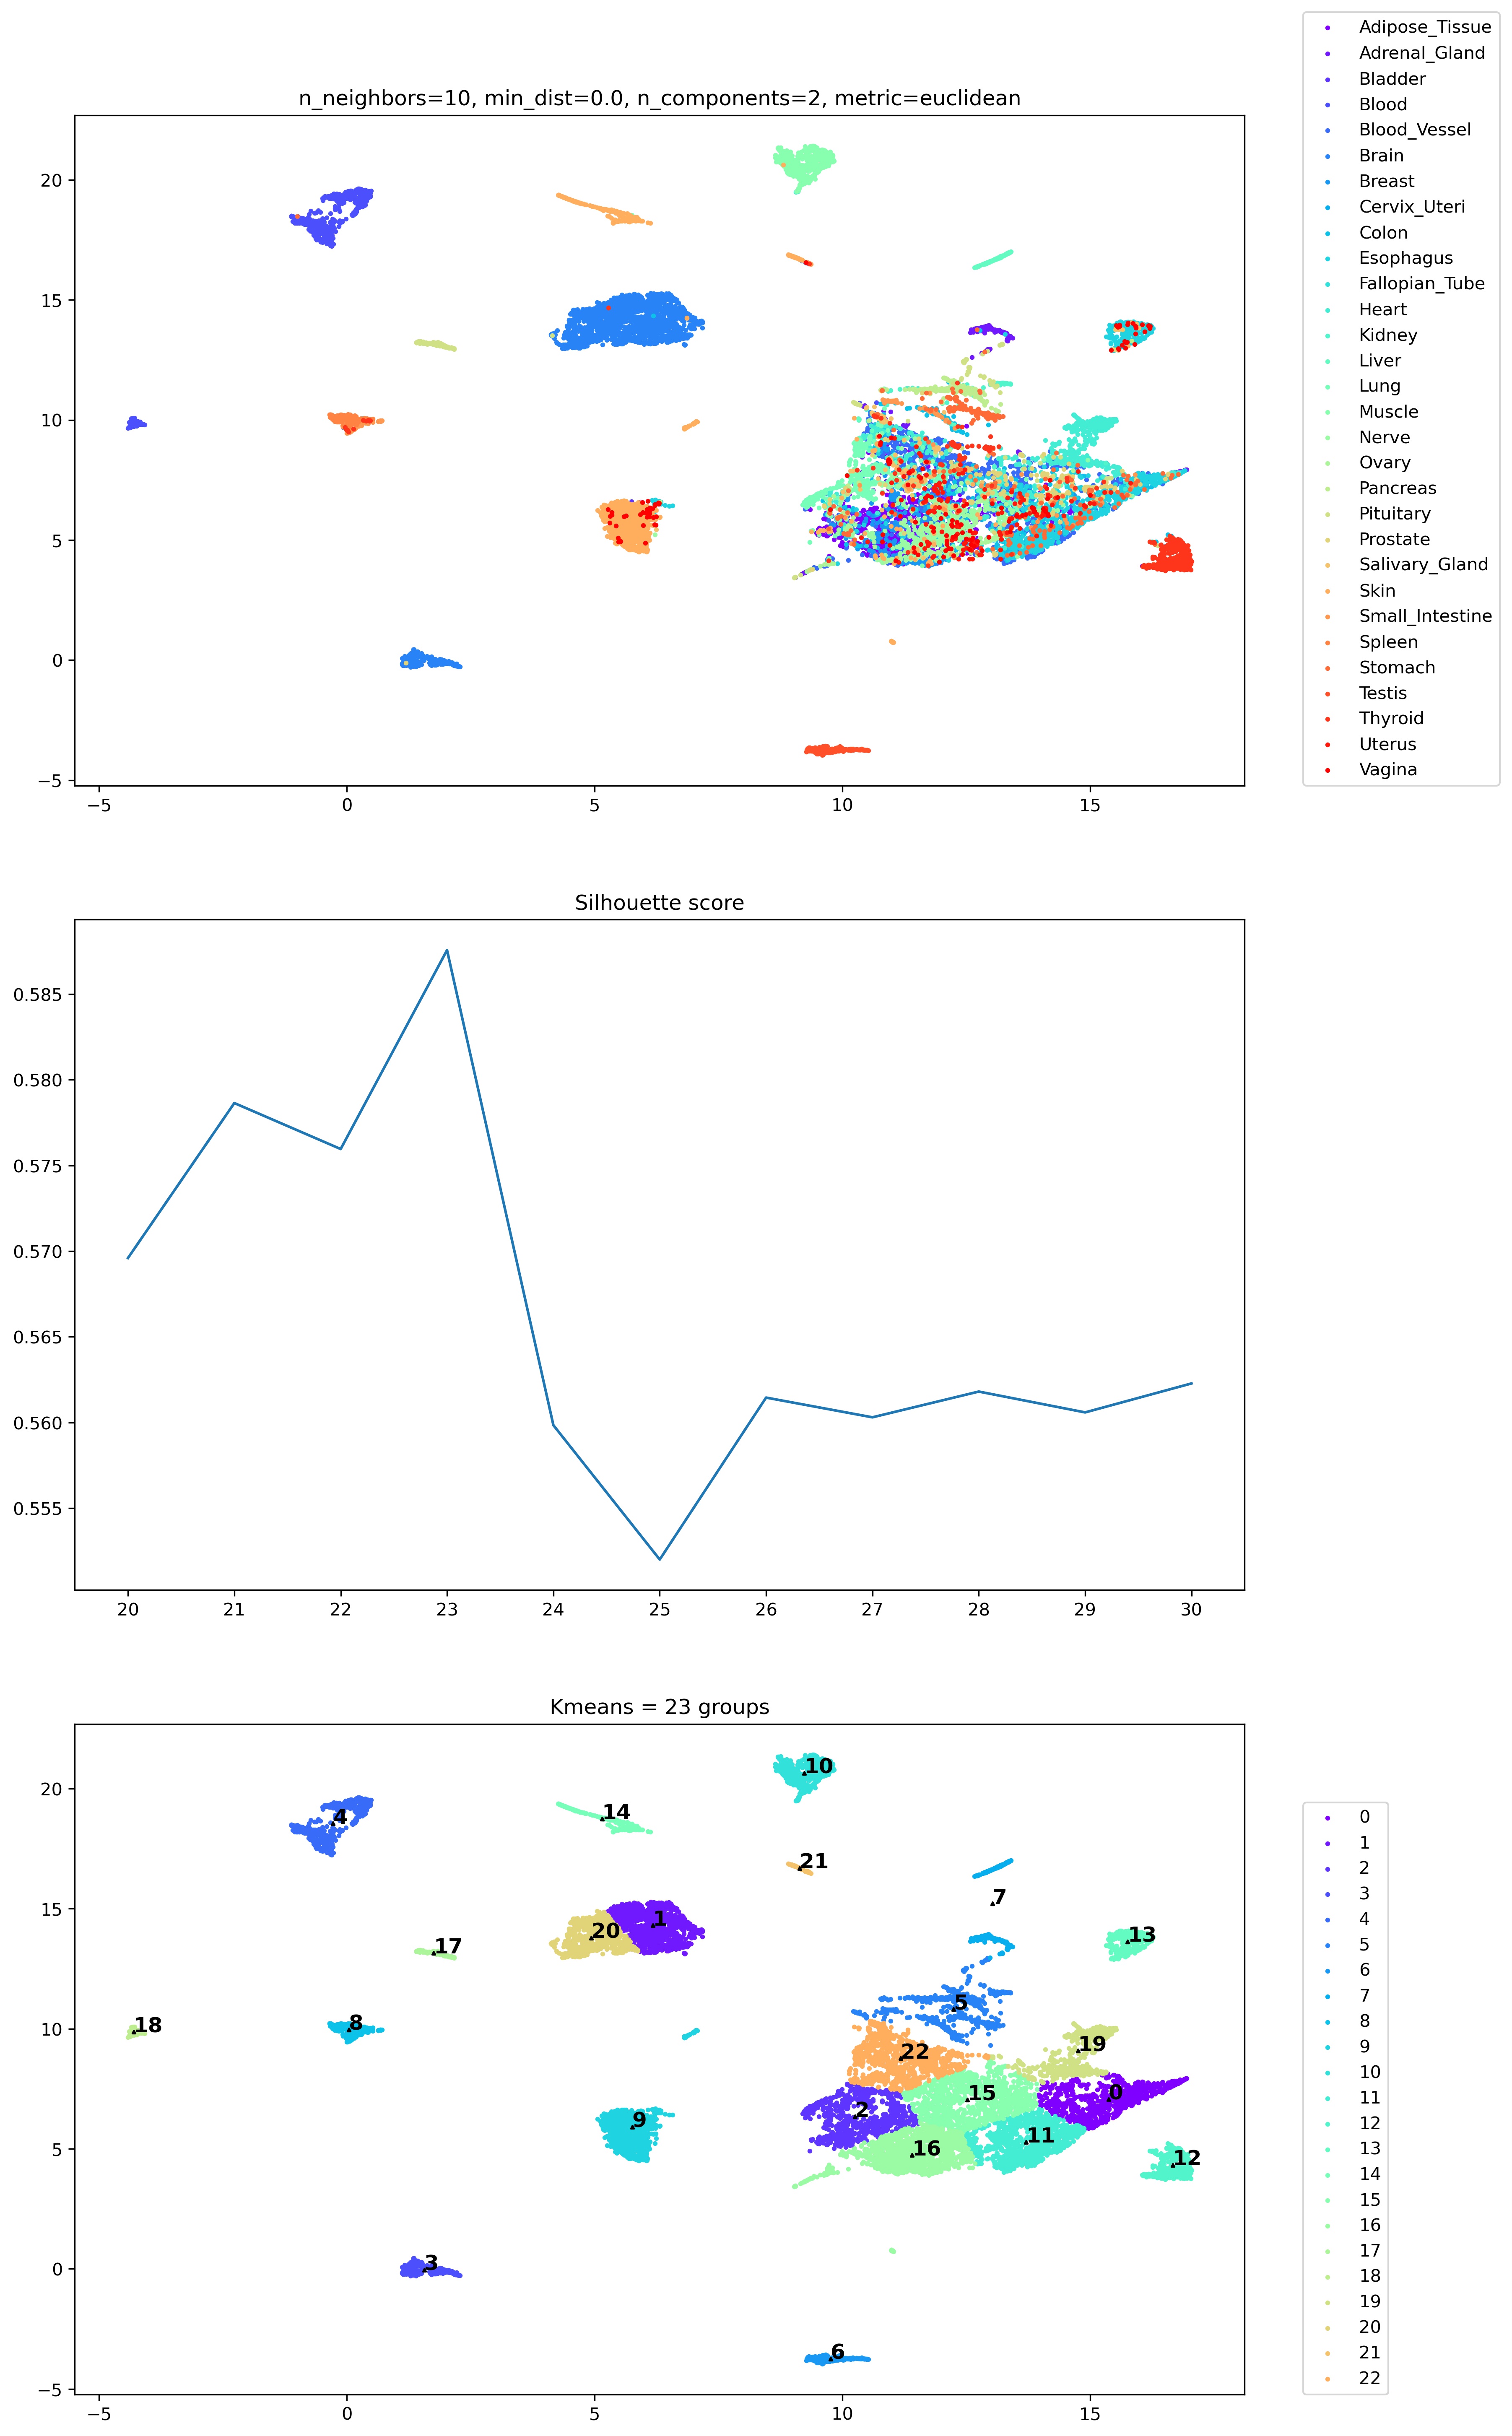 n_neighbors=10, min_dist=0.0, n_components=2, metric=euclidean
20
15
10
5
0
−5
−5 0 5 10 15
Adipose_Tissue
Adrenal_Gland
Bladder
Blood
Blood_Vessel
Brain
Breast
Cervix_Uteri
Colon
Esophagus
Fallopian_Tube
Heart
Kidney
Liver
Lung
Muscle
Nerve
Ovary
Pancreas
Pituitary
Prostate
Salivary_Gland
Skin
Small_Intestine
Spleen
Stomach
Testis
Thyroid
Uterus
Vagina
Silhouette score
0.585
0.580
0.575
0.570
0.565
0.560
0.555
20 21 22 23 24 25 26 27 28 29 30
Kmeans = 23 groups
20
15
10
5
0
−5
−5 0 5 10 15
10
4
14
21
7
1
20
13
17
18
8
5
19
22
15
0
2
9
11
16
12
3
6
0
1
2
3
4
5
6
7
8
9
10
11
12
13
14
15
16
17
18
19
20
21
22